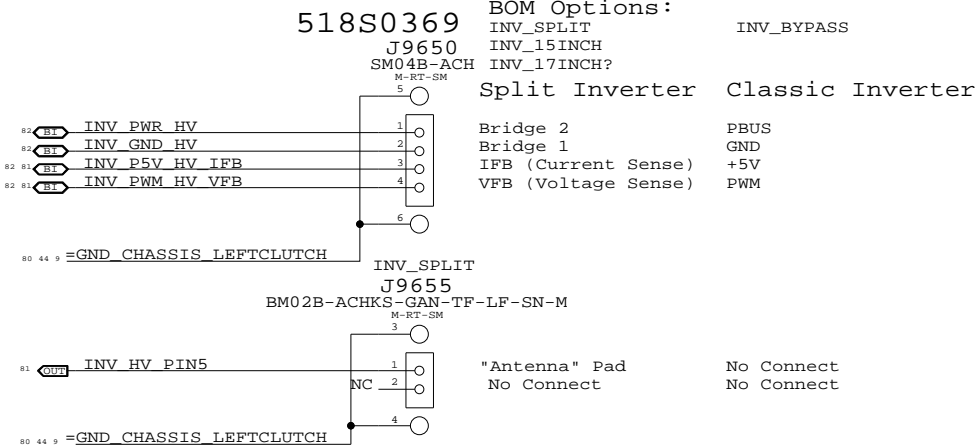 518S0369
J9650
SM04B-ACH
M-RT-SM
BOM Options:
INV_SPLIT INV_BYPASS
INV_15INCH
INV_17INCH?
Split Inverter Classic Inverter
5
82 BI INV_PWR_HV 1 Bridge 2 PBUS
82 BI INV_GND_HV 2 Bridge 1 GND
82 81 BI INV_P5V_HV_IFB 3 IFB (Current Sense) +5V
82 81 BI INV_PWM_HV_VFB 4 VFB (Voltage Sense) PWM
6
80 44 9 =GND_CHASSIS_LEFTCLUTCH
INV_SPLIT
J9655
BM02B-ACHKS-GAN-TF-LF-SN-M
M-RT-SM
3
81 OUT INV_HV_PIN5 1 "Antenna" Pad No Connect
NC 2 No Connect No Connect
4
80 44 9 =GND_CHASSIS_LEFTCLUTCH